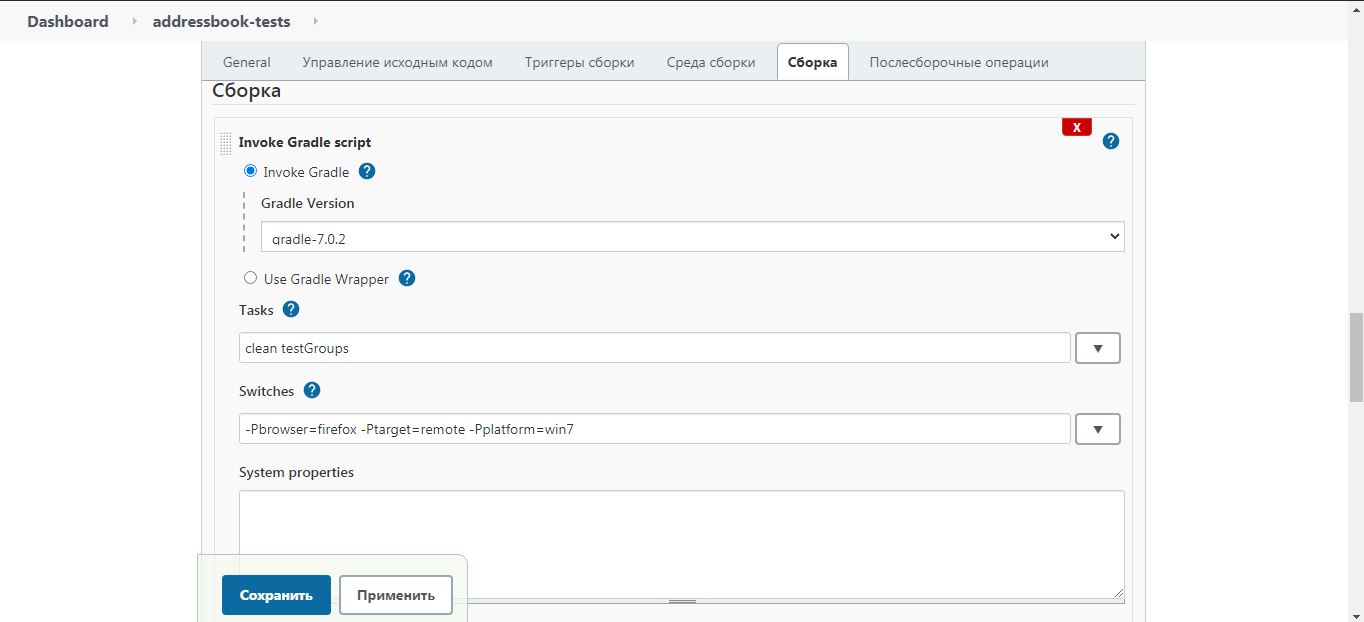 Dashboard addressbook-tests
General Управление исходным кодом Триггеры сборки Среда сборки Сборка Послесборочные операции
Сборка
X
Invoke Gradle script ?
Invoke Gradle ?
Gradle Version
gradle-7.0.2
Use Gradle Wrapper ?
Tasks ?
clean testGroups
Switches ?
-Pbrowser=firefox -Ptarget=remote -Pplatform=win7
System properties
Сохранить Применить